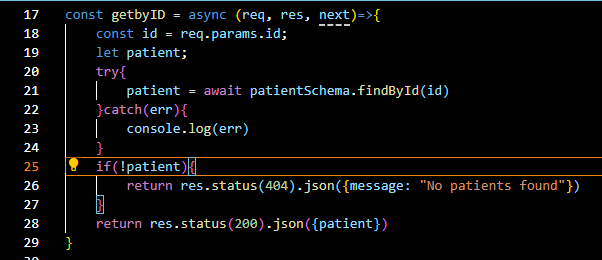 17 const getbyID = async (req, res, next)=>{
18 const id = req.params.id;
19 let patient;
20 try{
21 patient = await patientSchema.findById(id)
22 }catch(err){
23 console.log(err)
24 }
25 if(!patient){
26 return res.status(404).json({message: "No patients found"})
27 }
28 return res.status(200).json({patient})
29 }